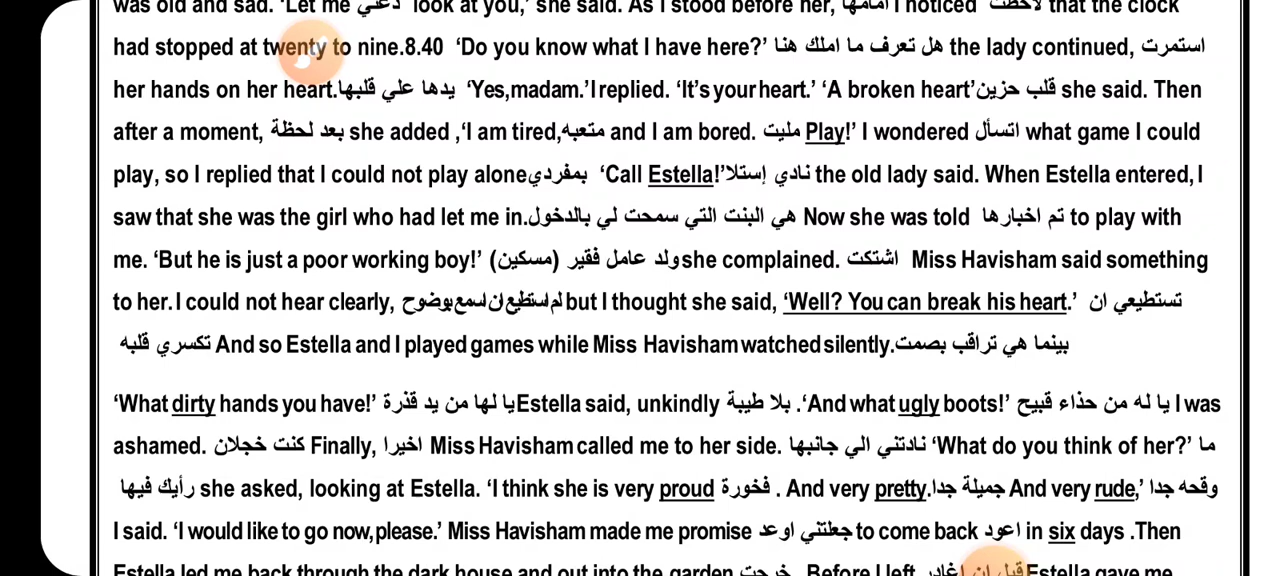 was old and sad. ‘Let me دعني look at you,’ she said. As I stood before her, امامها I noticed لاحظت that the clock
had stopped at twenty to nine.8.40 ‘Do you know what I have here?’ هل تعرف ما املك هنا the lady continued, استمرت
her hands on her heart.يدها علي قلبها ‘Yes,madam.’I replied. ‘It’s your heart.’ ‘A broken heart’قلب حزين she said. Then
after a moment, بعد لحظة she added ,‘I am tired,متعبه and I am bored. مليت Play!’ I wondered اتسأل what game I could
play, so I replied that I could not play aloneبمفردي ‘Call Estella!’نادي إستلا the old lady said. When Estella entered, I
saw that she was the girl who had let me in.هي البنت التي سمحت لي بالدخول Now she was told تم اخبارها to play with
me. ‘But he is just a poor working boy!’ ولد عامل فقير (مسكين) she complained. اشتكت Miss Havisham said something
to her. I could not hear clearly, لم استطيع ان اسمع بوضوح but I thought she said, ‘Well? You can break his heart.’ تستطيعي ان
تكسري قلبه And so Estella and I played games while Miss Havisham watched silently.بينما هي تراقب بصمت
‘What dirty hands you have!’ يا لها من يد قذرة Estella said, unkindly بلا طيبة .‘And what ugly boots!’ يا له من حذاء قبيح I was
ashamed. كنت خجلان Finally, اخيرا Miss Havisham called me to her side. نادتني الي جانبها ‘What do you think of her?’ ما
رأيك فيها she asked, looking at Estella. ‘I think she is very proud فخورة . And very pretty.جميلة جدا And very rude,’ وقحه جدا
I said. ‘I would like to go now,please.’ Miss Havisham made me promise جعلتني اوعد to come back اعود in six days .Then
Estella led me back through the dark house and out into the garden خرجت. Before I left قبل ان اغادر Estella gave me